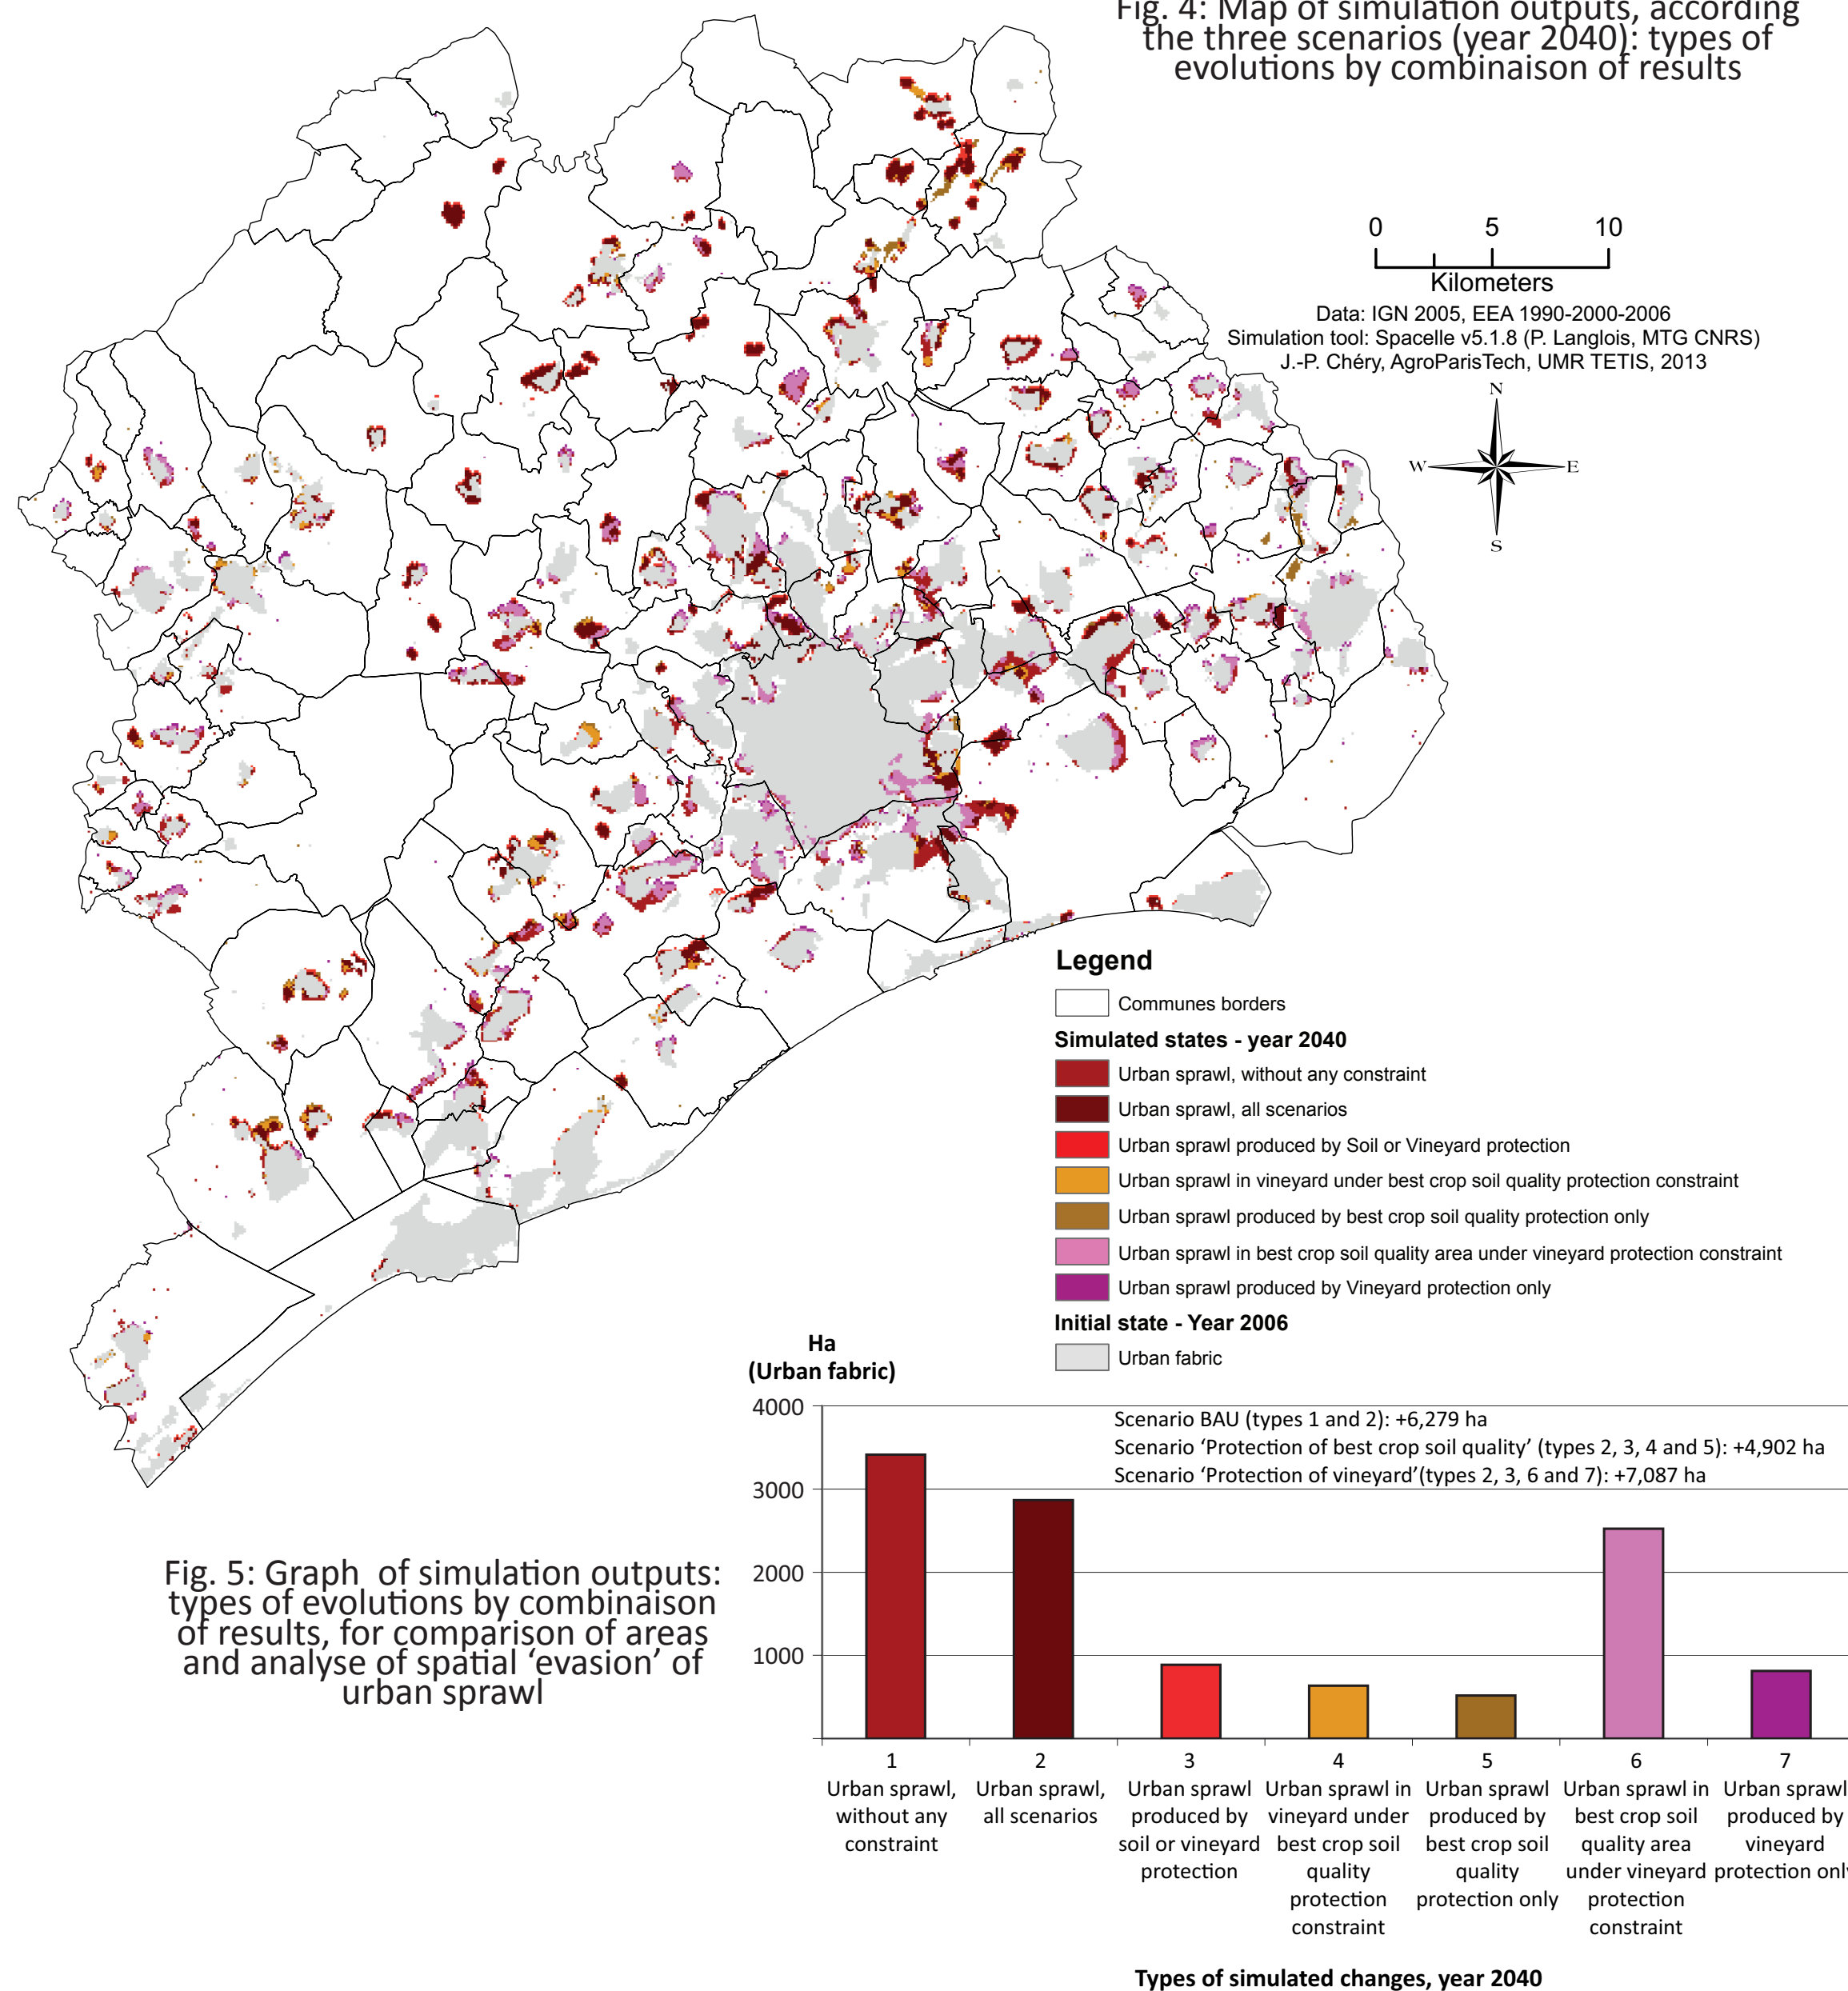 Fig. 4: Map of simulation outputs, according
the three scenarios (year 2040): types of
evolutions by combinaison of results
0 5 10
Kilometers
Data: IGN 2005, EEA 1990-2000-2006
Simulation tool: Spacelle v5.1.8 (P. Langlois, MTG CNRS)
J.-P. Chéry, AgroParisTech, UMR TETIS, 2013
N
W E
S
Legend
Communes borders
Simulated states - year 2040
Urban sprawl, without any constraint
Urban sprawl, all scenarios
Urban sprawl produced by Soil or Vineyard protection
Urban sprawl in vineyard under best crop soil quality protection constraint
Urban sprawl produced by best crop soil quality protection only
Urban sprawl in best crop soil quality area under vineyard protection constraint
Urban sprawl produced by Vineyard protection only
Initial state - Year 2006
Urban fabric
Fig. 5: Graph of simulation outputs:
types of evolutions by combinaison
of results, for comparison of areas
and analyse of spatial ‘evasion’ of
urban sprawl
Ha
(Urban fabric)
4000
3000
2000
1000
Scenario BAU (types 1 and 2): +6,279 ha
Scenario ‘Protection of best crop soil quality’ (types 2, 3, 4 and 5): +4,902 ha
Scenario ‘Protection of vineyard’(types 2, 3, 6 and 7): +7,087 ha
1
Urban sprawl,
without any
constraint
2
Urban sprawl,
all scenarios
3
Urban sprawl
produced by
soil or vineyard
protection
4
Urban sprawl in
vineyard under
best crop soil
quality
protection
constraint
5
Urban sprawl
produced by
best crop soil
quality
protection only
6
Urban sprawl in
best crop soil
quality area
under vineyard
protection
constraint
7
Urban sprawl
produced by
vineyard
protection only
Types of simulated changes, year 2040